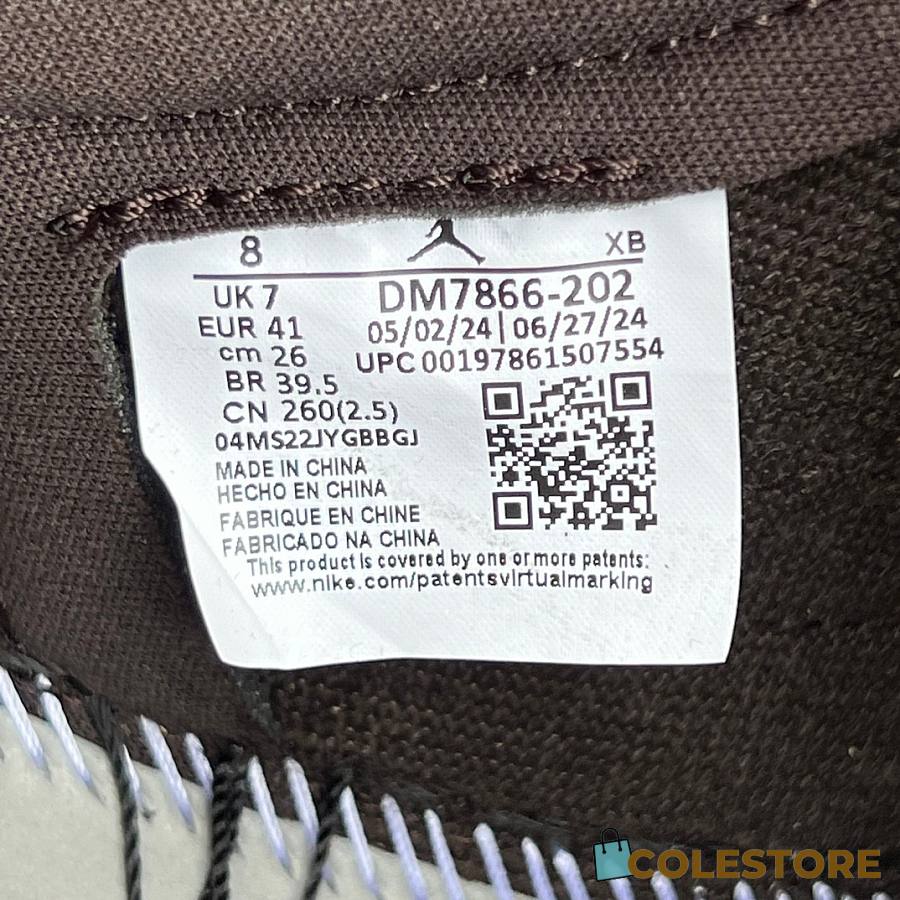 8 XB
UK 7
EUR 41
cm 26
BR 39.5
CN 260(2.5)
04MS22JYGBBGJ
DM7866-202
05/02/24|06/27/24
UPC 00197861507554
MADE IN CHINA
HECHO EN CHINA
FABRIQUE EN CHINE
FABRICADO NA CHINA
This product is covered by one or more patents:
www.nike.com/patentsvirtualmarking
COLESTORE